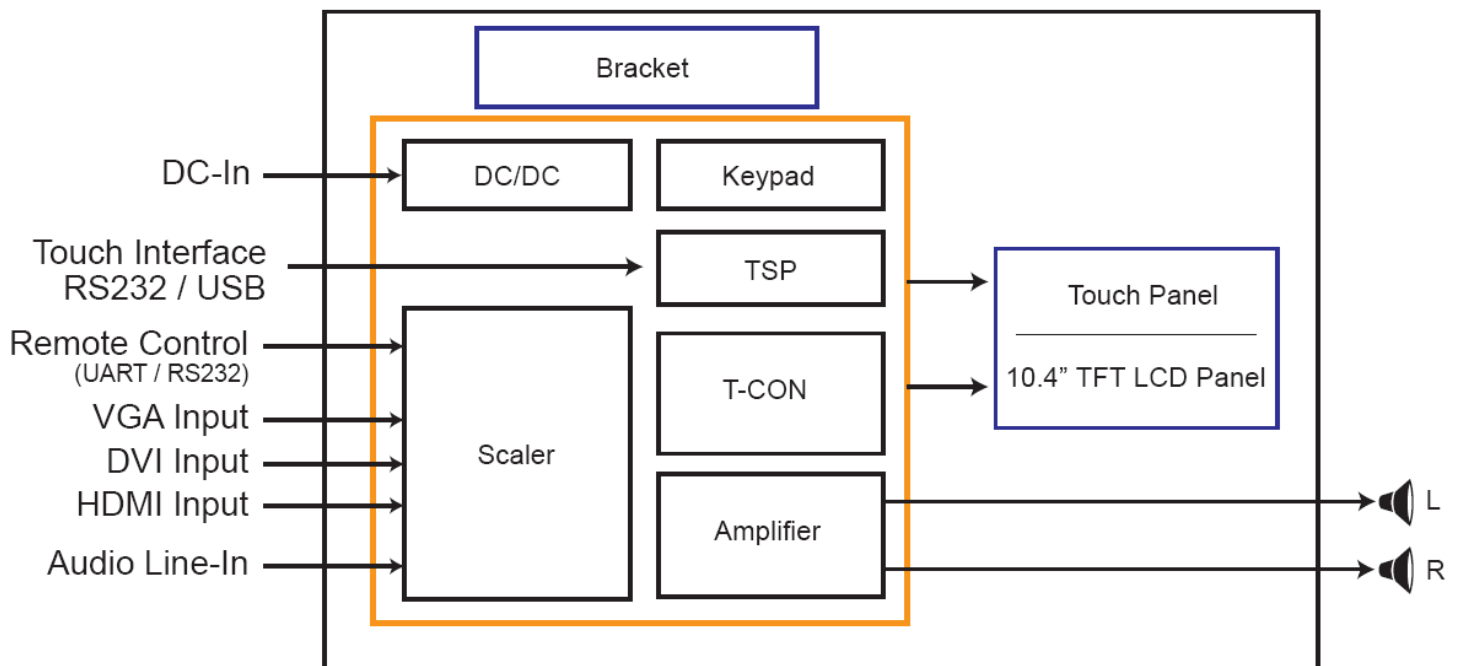 Bracket
DC-In
DC/DC
Keypad
Touch Interface
RS232 / USB
TSP
Touch Panel
10.4” TFT LCD Panel
Remote Control
(UART / RS232)
VGA Input
DVI Input
HDMI Input
Audio Line-In
Scaler
T-CON
Amplifier
L
R